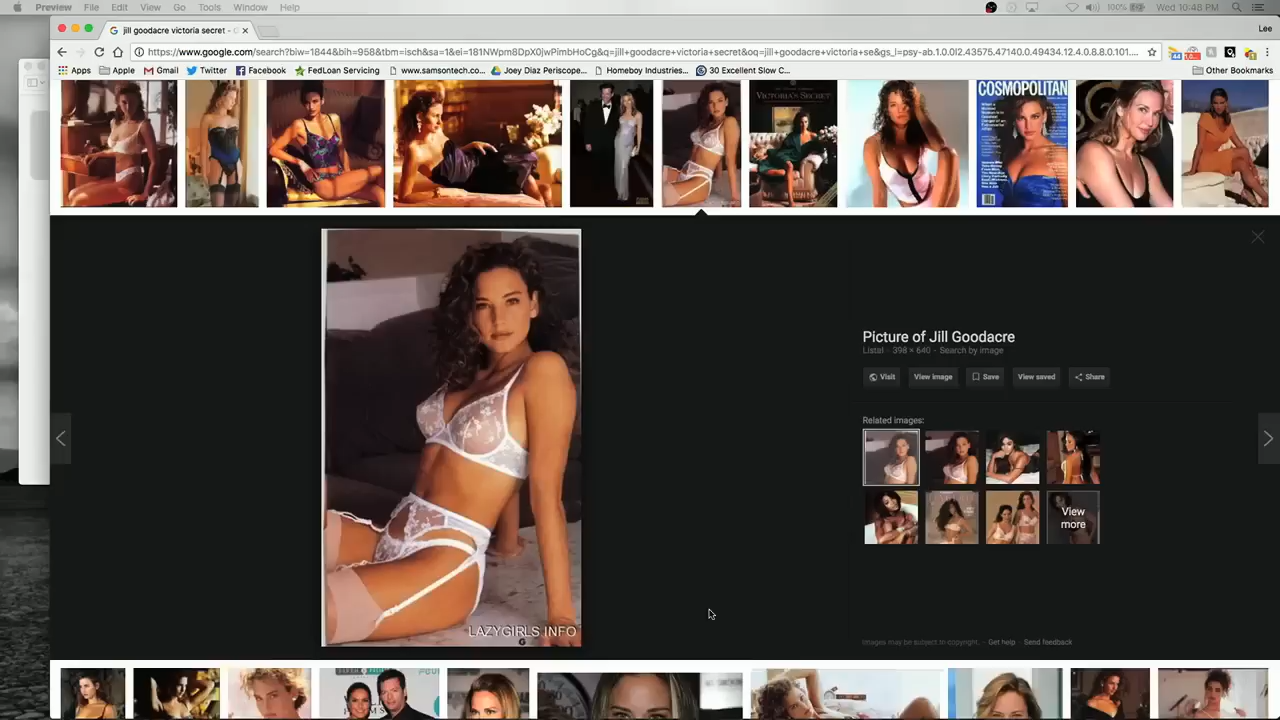 Preview File Edit View Go Tools Window Help 100% Wed 10:48 PM
jill goodacre victoria secret - Lee
https://www.google.com/search?biw=1844&bih=958&tbm=isch&sa=1&ei=181NWpm8DpX0jwPimbHoCg&q=jill+goodacre+victoria+secret&oq=jill+goodacre+victoria+se&gs_l=psy-ab.1.0.0l2.43575.47140.0.49434.12.4.0.8.8.0.101....
Apps Apple Gmail Twitter Facebook FedLoan Servicing www.samsontech.co... Joey Diaz Periscope... Homeboy Industries... 30 Excellent Slow C... Other Bookmarks
VICTORIA'S SECRET
COSMOPOLITAN
Picture of Jill Goodacre
Listal - 398 × 640 - Search by image
Visit View image Save View saved Share
Related images:
View
more
LAZYGIRLS INFO
Images may be subject to copyright. - Get help - Send feedback